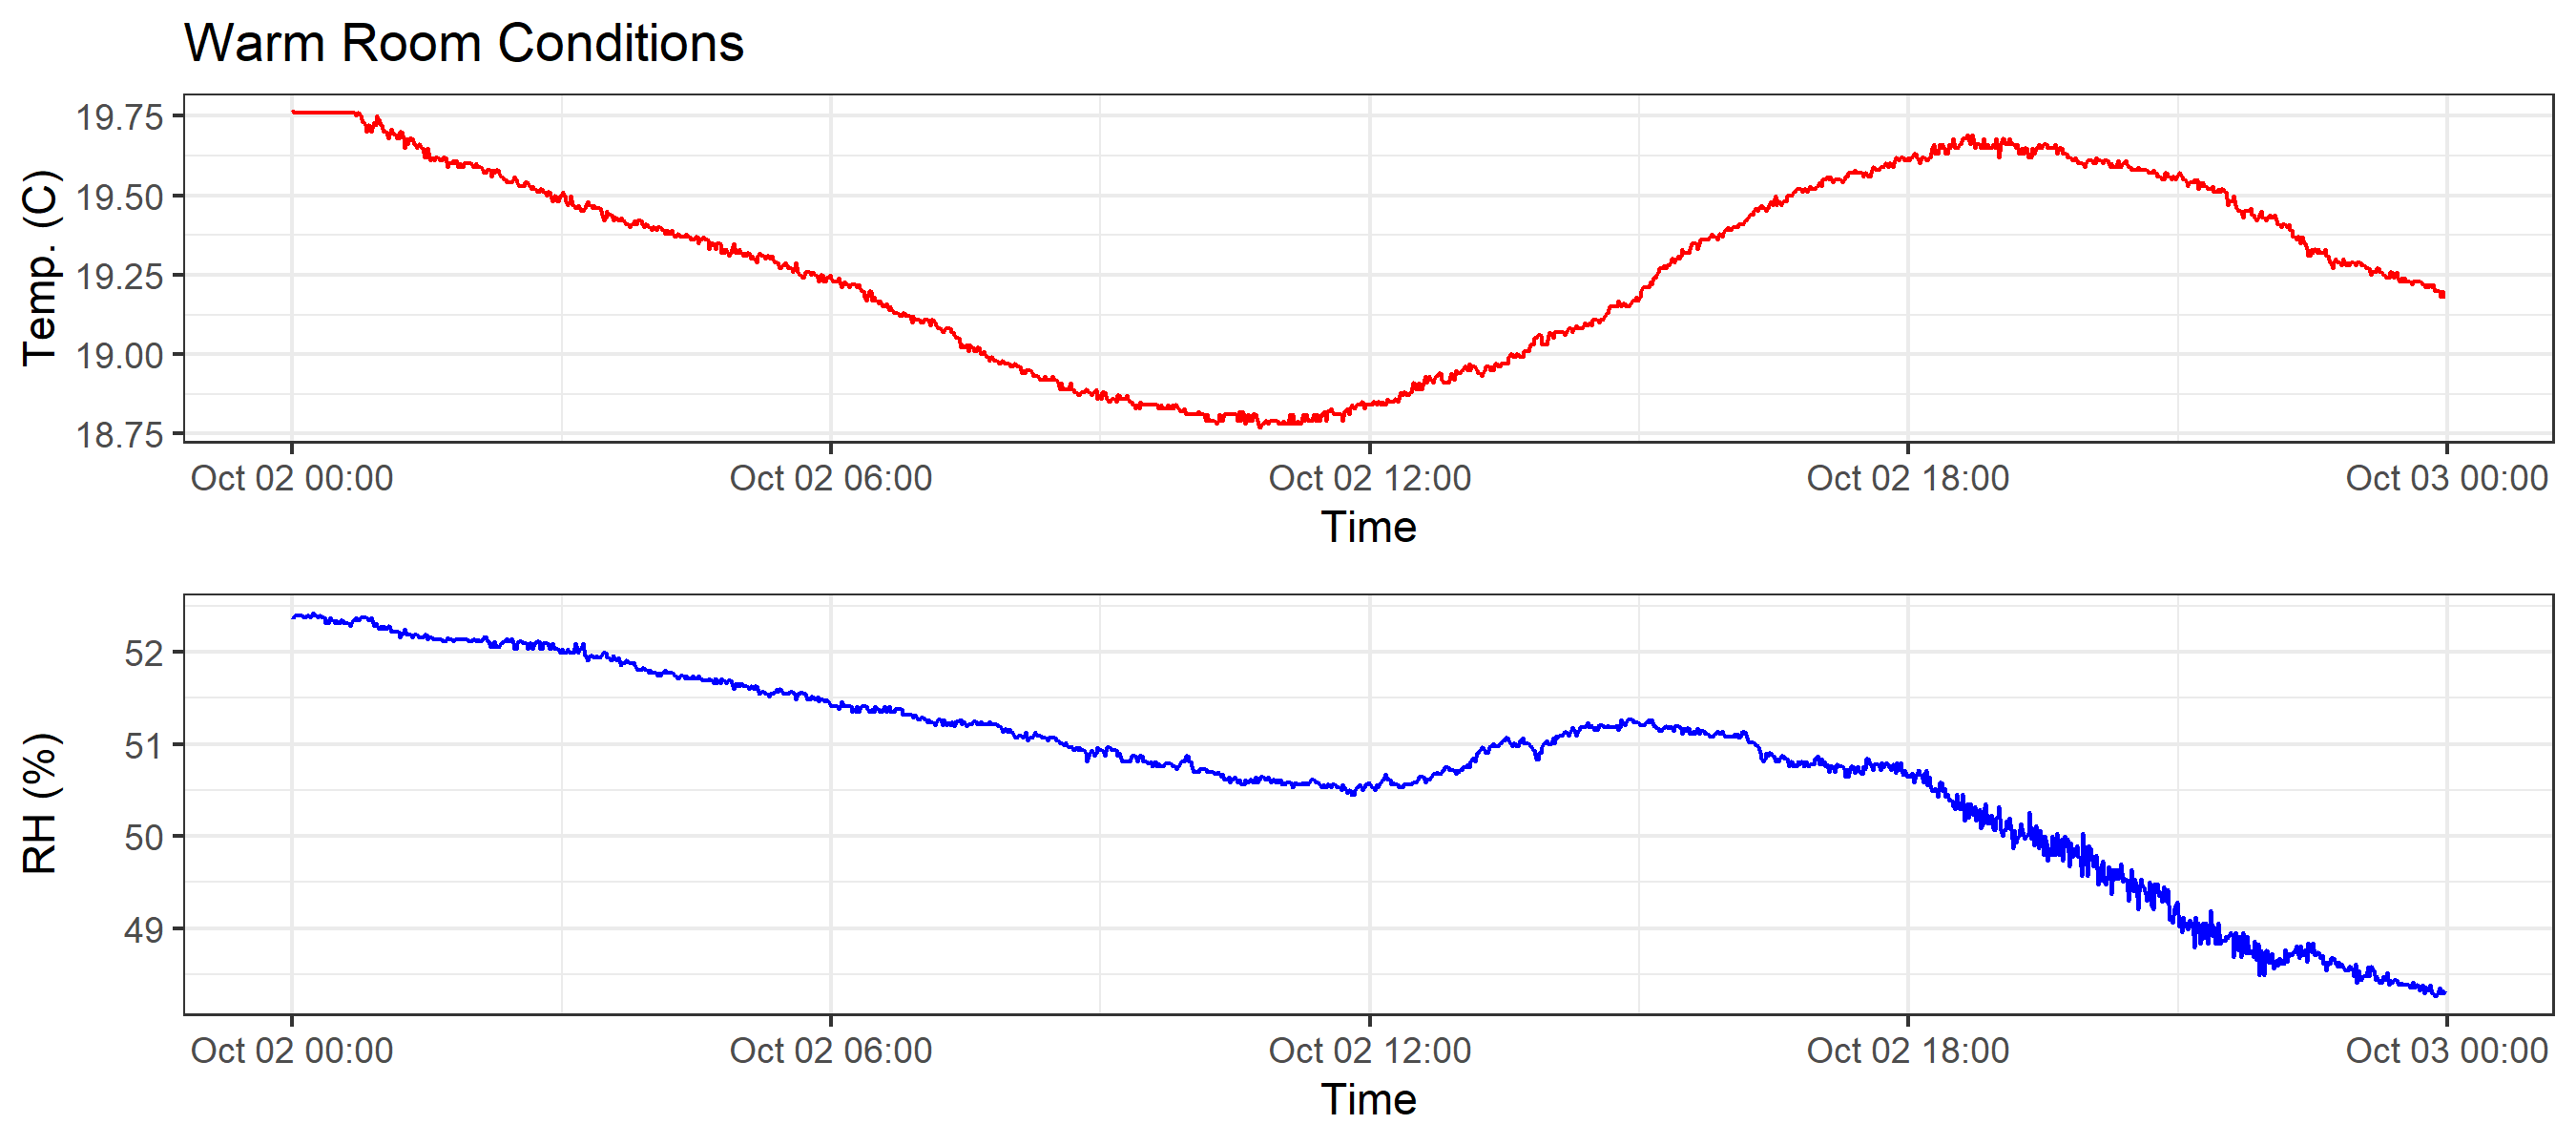 Warm Room Conditions
Temp. (C)
19.75
19.50
19.25
19.00
18.75
Oct 02 00:00 Oct 02 06:00 Oct 02 12:00 Oct 02 18:00 Oct 03 00:00
Time
RH (%)
52
51
50
49
Oct 02 00:00 Oct 02 06:00 Oct 02 12:00 Oct 02 18:00 Oct 03 00:00
Time